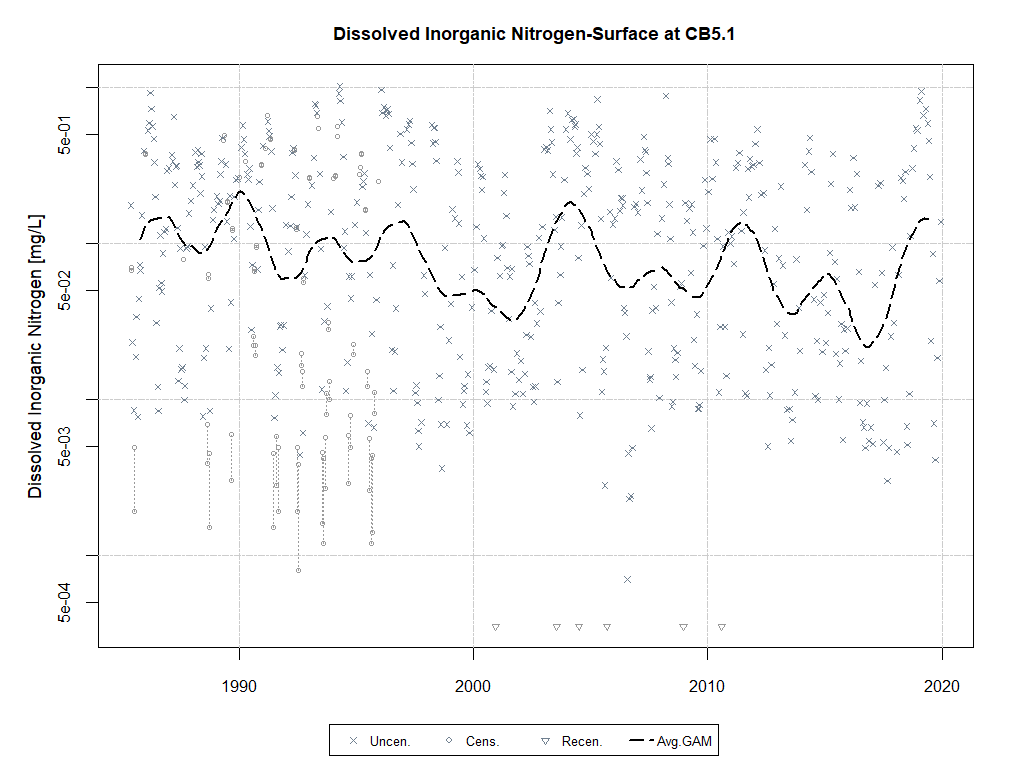 Dissolved Inorganic Nitrogen-Surface at CB5.1
Dissolved Inorganic Nitrogen [mg/L]
5e-01
5e-02
5e-03
5e-04
1990 2000 2010 2020
Uncen. Cens. Recen. Avg.GAM